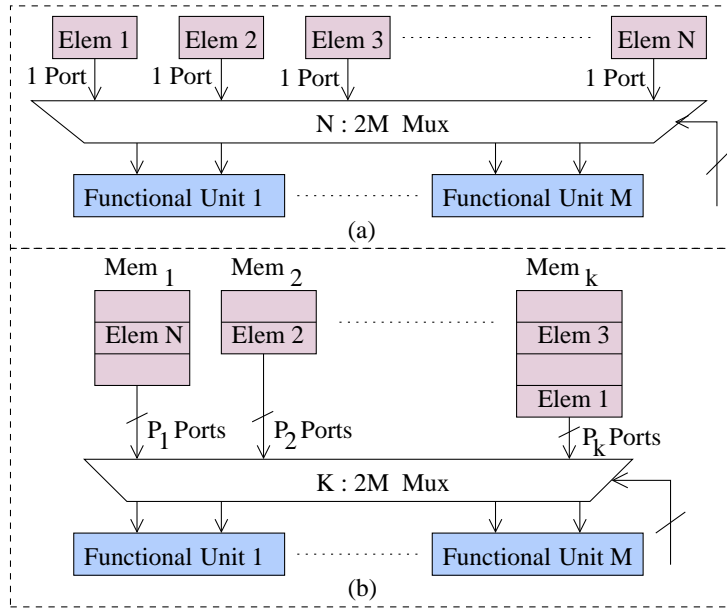 Elem 1 Elem 2 Elem 3 Elem N
1 Port 1 Port 1 Port 1 Port
N : 2M Mux
Functional Unit 1 Functional Unit M
(a)
Mem 1 Mem 2 Mem k
Elem N Elem 2 Elem 3
Elem 1
P1 Ports P2 Ports Pk Ports
K : 2M Mux
Functional Unit 1 Functional Unit M
(b)